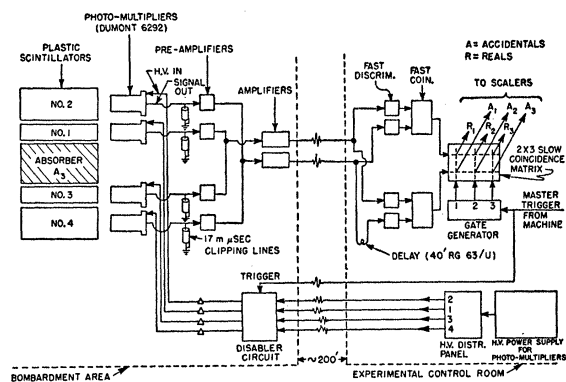 PHOTO-MULTIPLIERS
(DUMONT 6292)
PLASTIC
SCINTILLATORS
H.V. IN
SIGNAL
OUT
PRE-AMPLIFIERS
AMPLIFIERS
FAST
DISCRIM.
FAST
COIN.
A = ACCIDENTALS
R = REALS
TO SCALERS
A₁ A₂ A₃
R₁ R₂ R₃
NO. 2
NO. 1
ABSORBER
A₃
NO. 3
NO. 4
2 X 3 SLOW
COINCIDENCE
MATRIX
1 2 3
GATE
GENERATOR
MASTER
TRIGGER
FROM
MACHINE
17 m μSEC
CLIPPING LINES
DELAY (40' RG 63/U)
TRIGGER
DISABLER
CIRCUIT
~200'
2
1
3
4
H.V. DISTR.
PANEL
H.V. POWER SUPPLY
FOR
PHOTO-MULTIPLIERS
BOMBARDMENT AREA
EXPERIMENTAL CONTROL ROOM